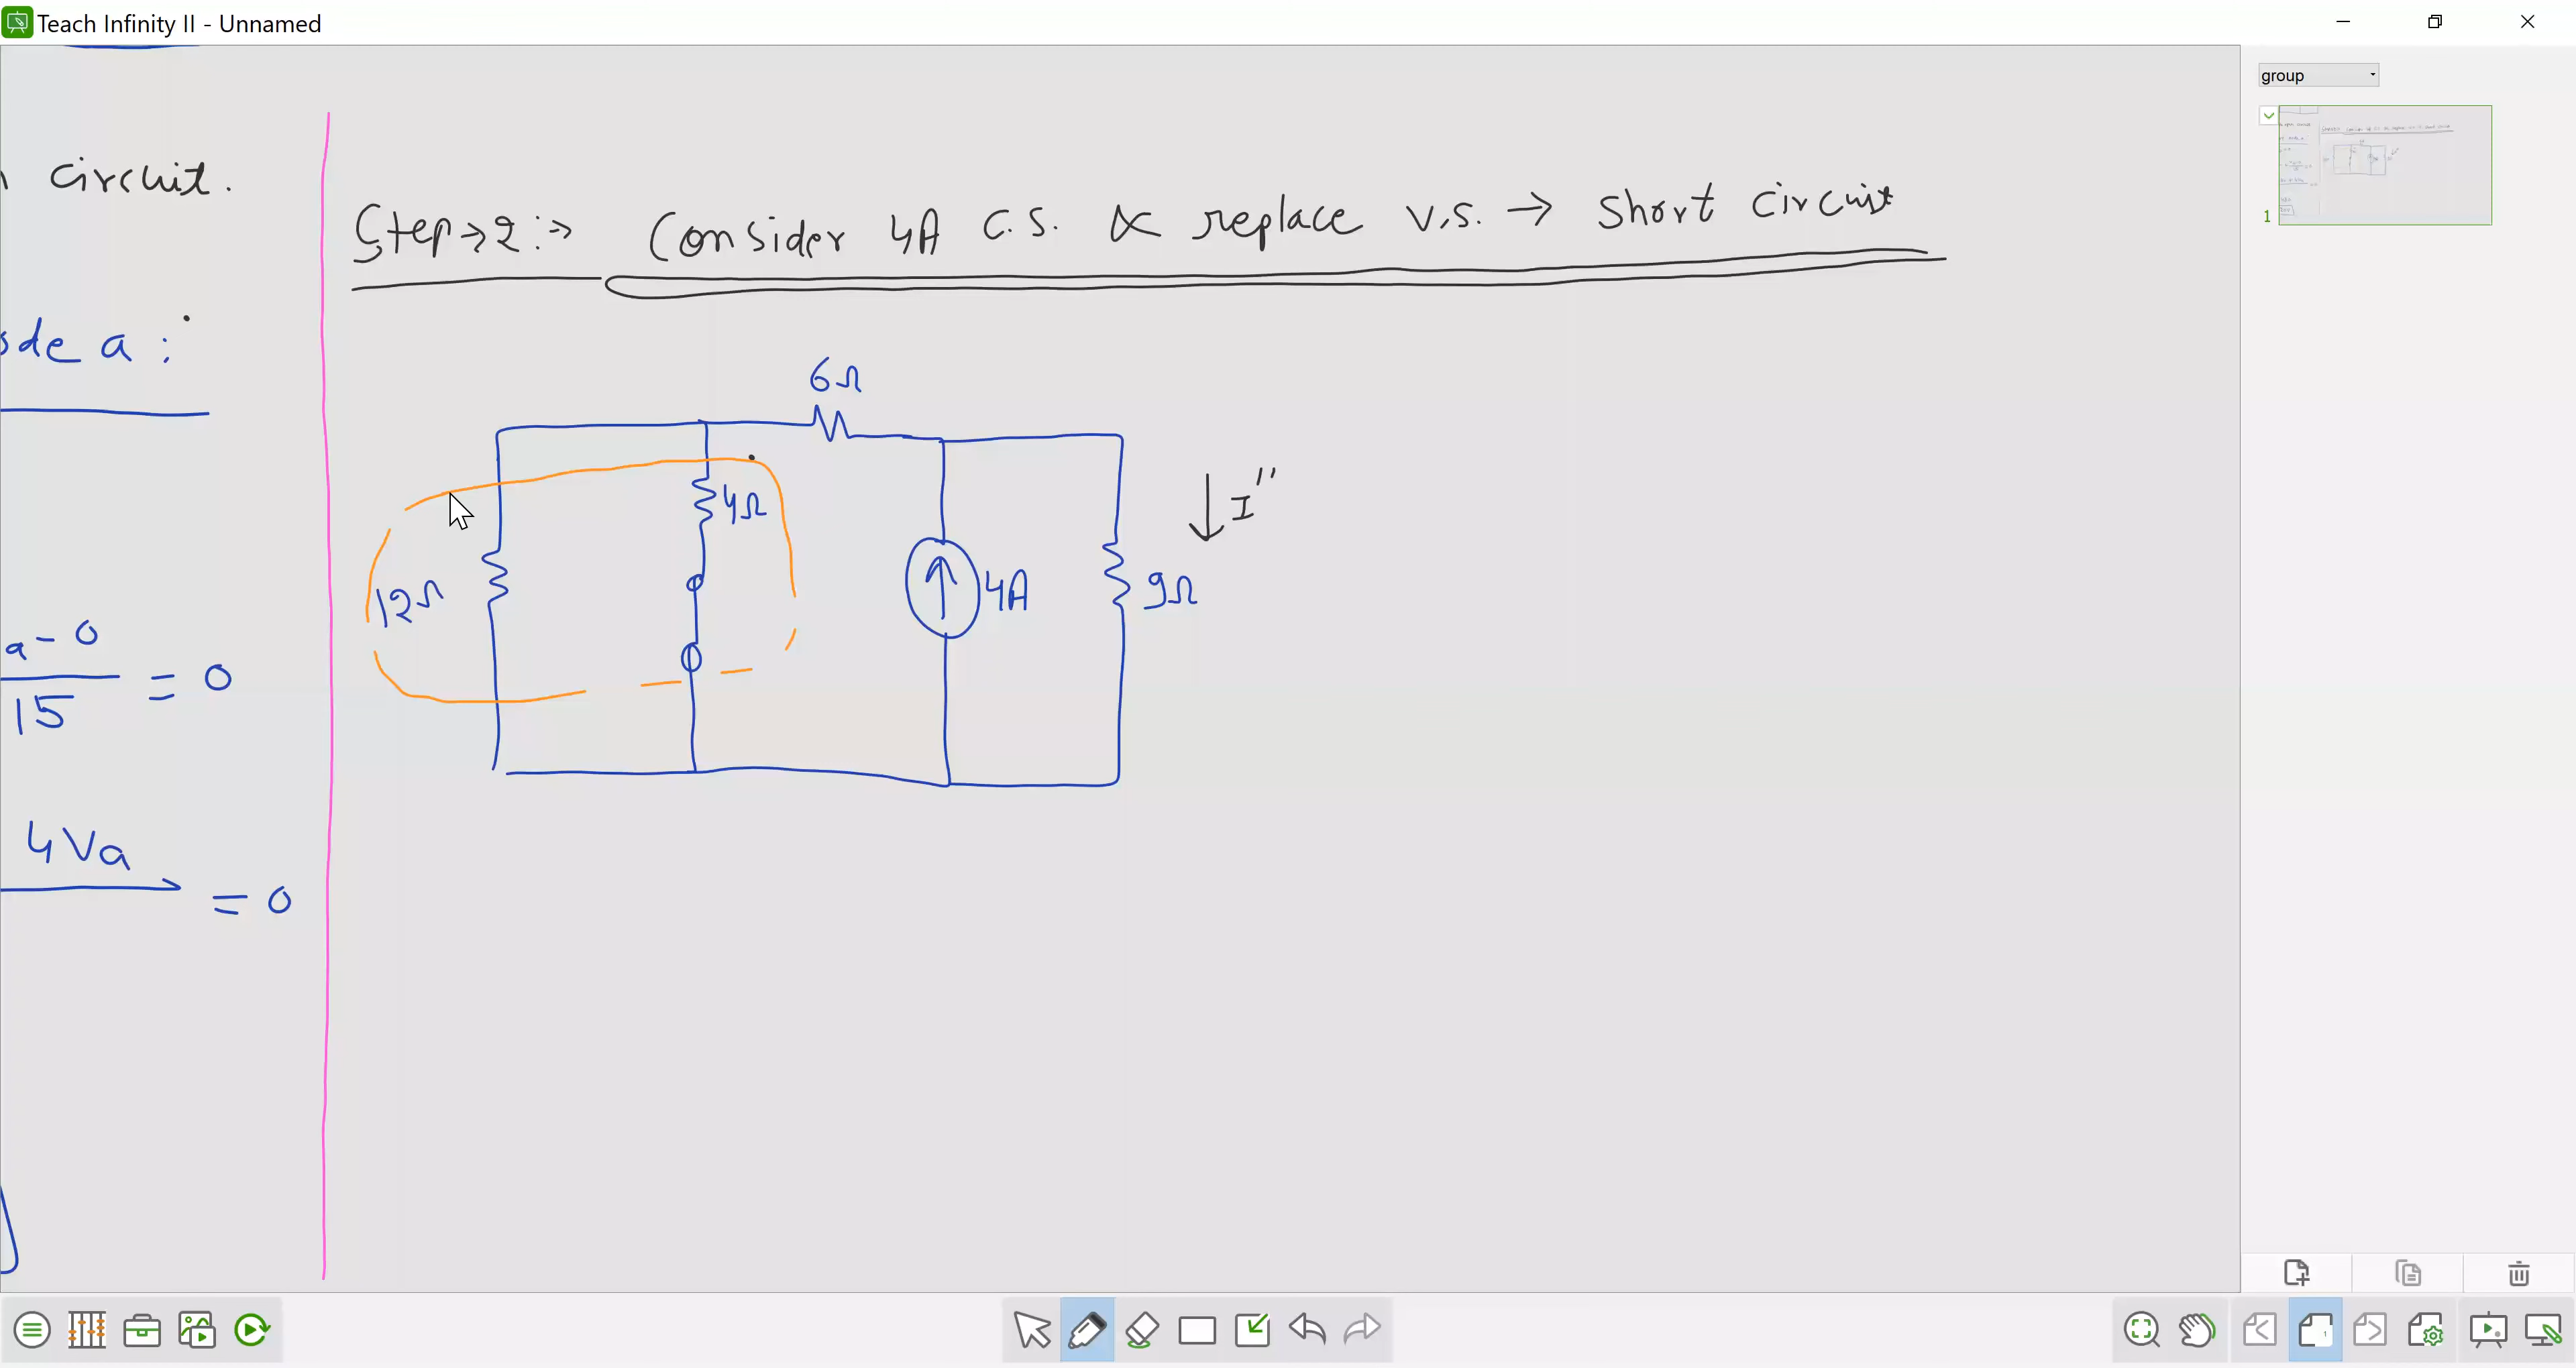 Teach Infinity II - Unnamed
group
circuit.
Step→2:→ Consider 4A C.S. & replace V.S. → Short Circuit
de a :
6Ω
4Ω
I''
12Ω
4A
9Ω
a - 0
15
= 0
4Va
= 0
1